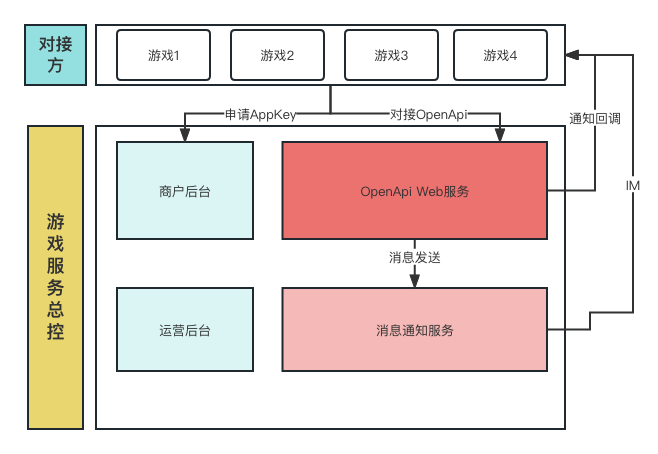 对接
方
游戏1
游戏2
游戏3
游戏4
申请AppKey
对接OpenApi
通知回调
IM
游
戏
服
务
总
控
商户后台
OpenApi Web服务
消息发送
运营后台
消息通知服务